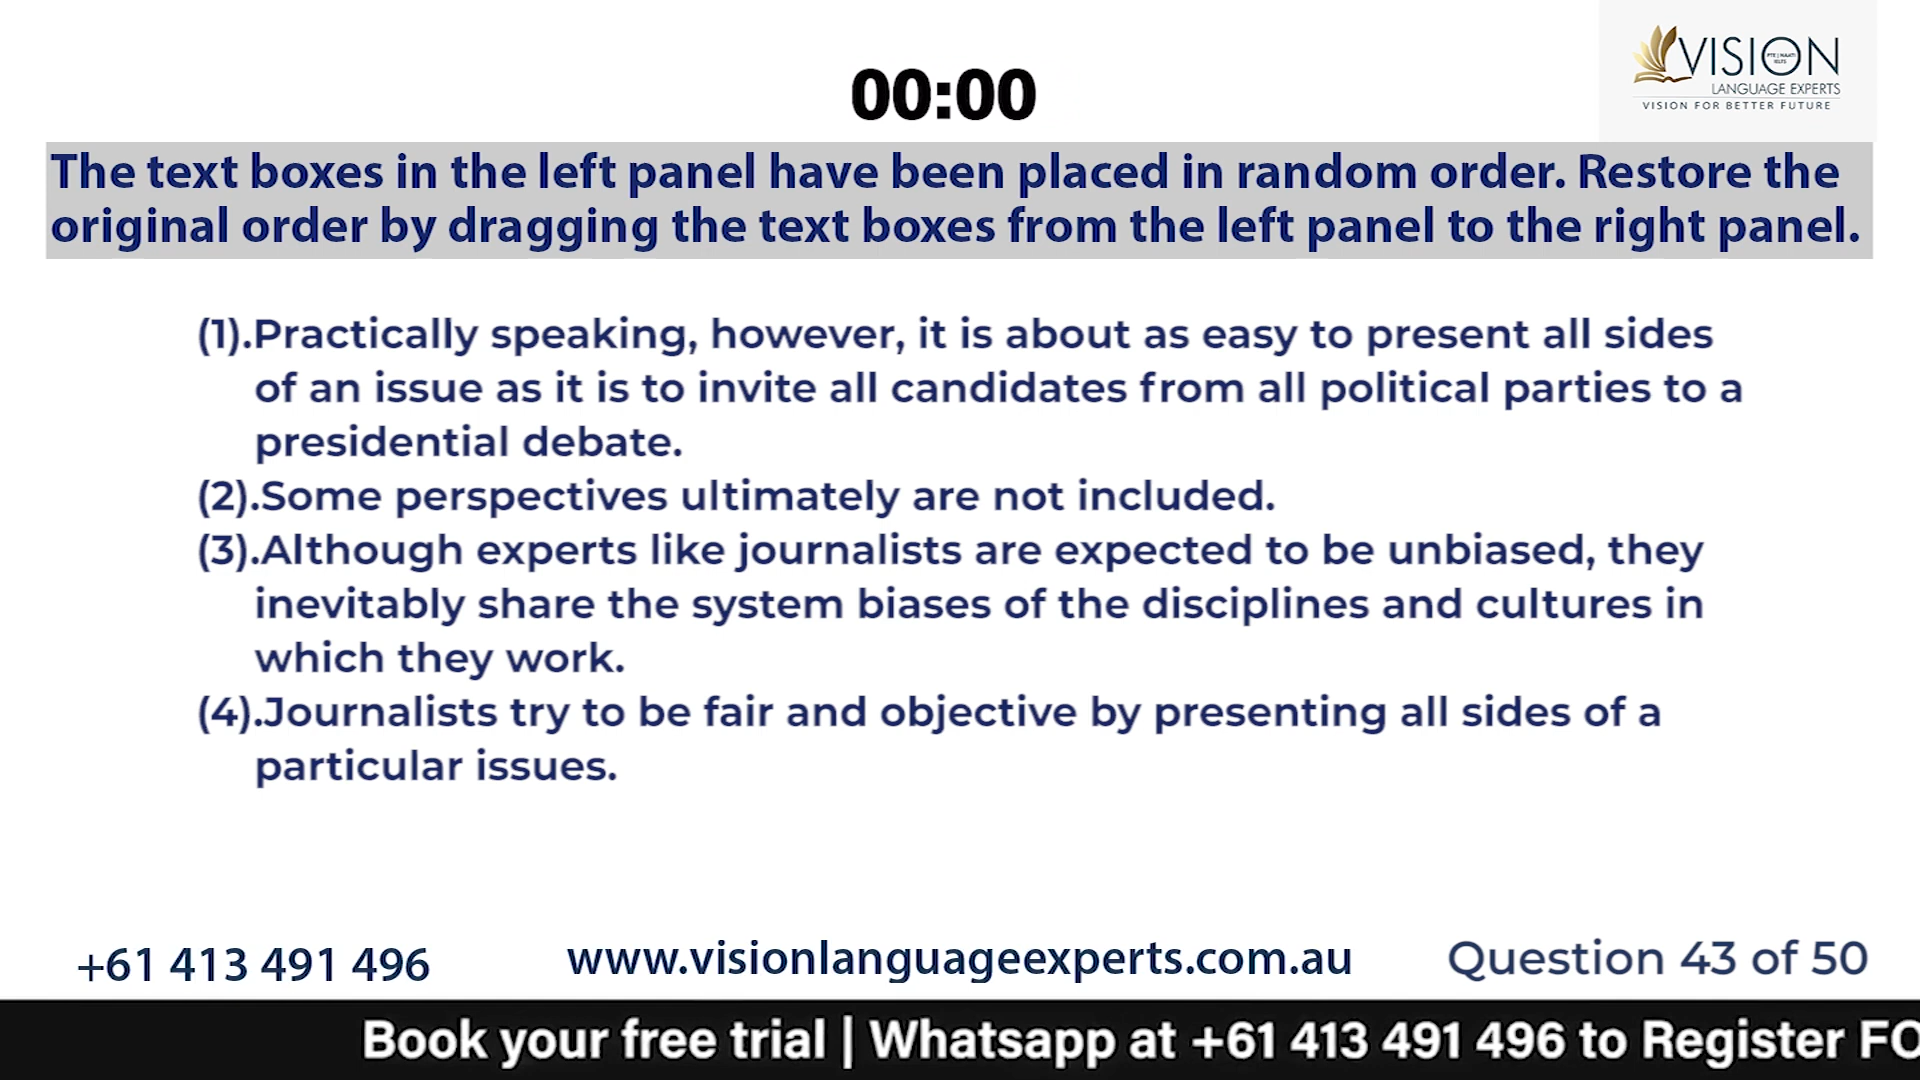 00:00
VISION
PTE | NAATI
IELTS
LANGUAGE EXPERTS
VISION FOR BETTER FUTURE
The text boxes in the left panel have been placed in random order. Restore the
original order by dragging the text boxes from the left panel to the right panel.
(1).Practically speaking, however, it is about as easy to present all sides
of an issue as it is to invite all candidates from all political parties to a
presidential debate.
(2).Some perspectives ultimately are not included.
(3).Although experts like journalists are expected to be unbiased, they
inevitably share the system biases of the disciplines and cultures in
which they work.
(4).Journalists try to be fair and objective by presenting all sides of a
particular issues.
+61 413 491 496
www.visionlanguageexperts.com.au
Question 43 of 50
Book your free trial | Whatsapp at +61 413 491 496 to Register FO